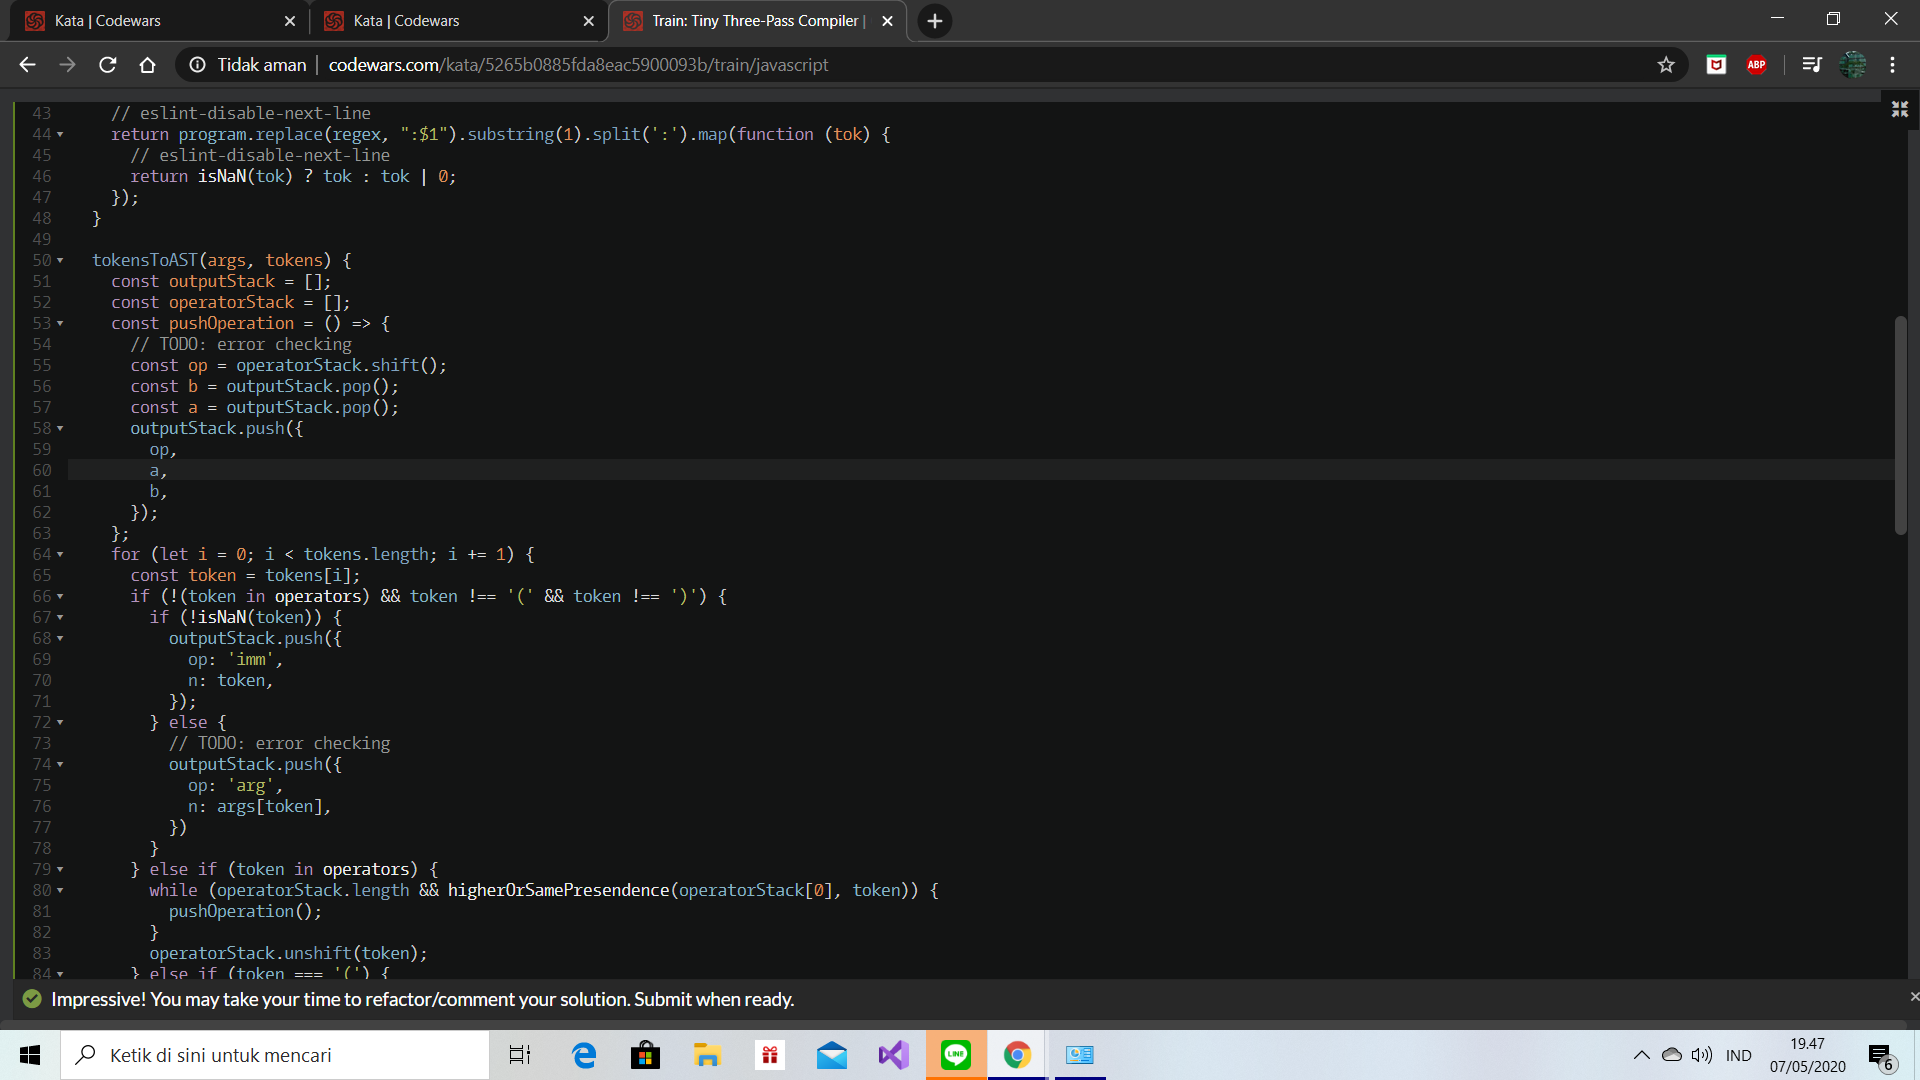 Kata | Codewars
Kata | Codewars
Train: Tiny Three-Pass Compiler |
Tidak aman | codewars.com/kata/5265b0885fda8eac5900093b/train/javascript
ABP
43 // eslint-disable-next-line
44 return program.replace(regex, ":$1").substring(1).split(':').map(function (tok) {
45 // eslint-disable-next-line
46 return isNaN(tok) ? tok : tok | 0;
47 });
48 }
49
50 tokensToAST(args, tokens) {
51 const outputStack = [];
52 const operatorStack = [];
53 const pushOperation = () => {
54 // TODO: error checking
55 const op = operatorStack.shift();
56 const b = outputStack.pop();
57 const a = outputStack.pop();
58 outputStack.push({
59 op,
60 a,
61 b,
62 });
63 };
64 for (let i = 0; i < tokens.length; i += 1) {
65 const token = tokens[i];
66 if (!(token in operators) && token !== '(' && token !== ')') {
67 if (!isNaN(token)) {
68 outputStack.push({
69 op: 'imm',
70 n: token,
71 });
72 } else {
73 // TODO: error checking
74 outputStack.push({
75 op: 'arg',
76 n: args[token],
77 })
78 }
79 } else if (token in operators) {
80 while (operatorStack.length && higherOrSamePresendence(operatorStack[0], token)) {
81 pushOperation();
82 }
83 operatorStack.unshift(token);
84 } else if (token === '(') {
Impressive! You may take your time to refactor/comment your solution. Submit when ready.
Ketik di sini untuk mencari
LINE
IND
19.47
07/05/2020
6